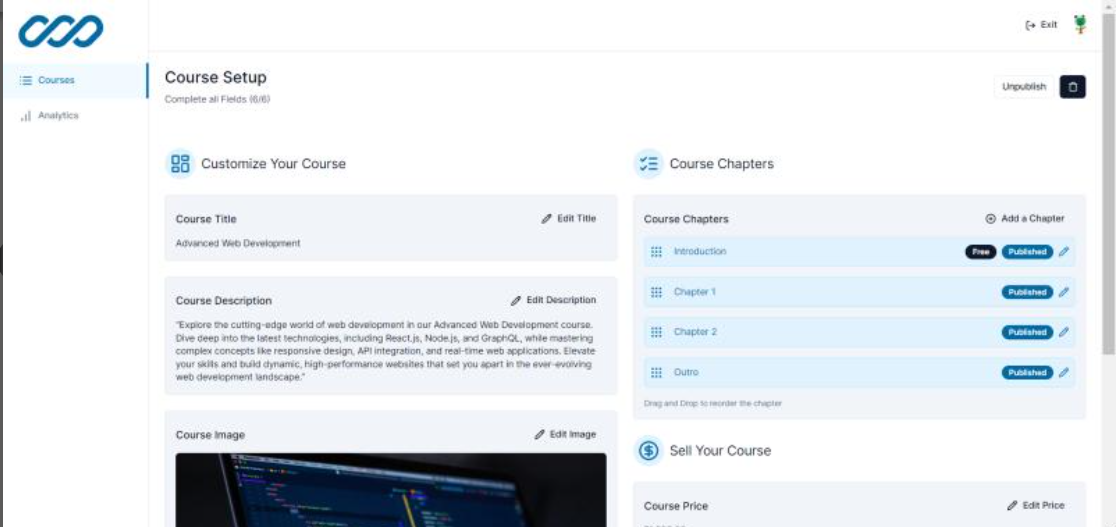 Exit
Courses
Analytics
Course Setup
Complete all Fields (6/6)
Unpublish
Customize Your Course
Course Title
Edit Title
Advanced Web Development
Course Description
Edit Description
"Explore the cutting-edge world of web development in our Advanced Web Development course.
Dive deep into the latest technologies, including React.js, Node.js, and GraphQL, while mastering
complex concepts like responsive design, API integration, and real-time web applications. Elevate
your skills and build dynamic, high-performance websites that set you apart in the ever-evolving
web development landscape."
Course Image
Edit Image
Course Chapters
Course Chapters
Add a Chapter
Introduction
Free
Published
Chapter 1
Published
Chapter 2
Published
Outro
Published
Drag and Drop to reorder the chapter
Sell Your Course
Course Price
Edit Price